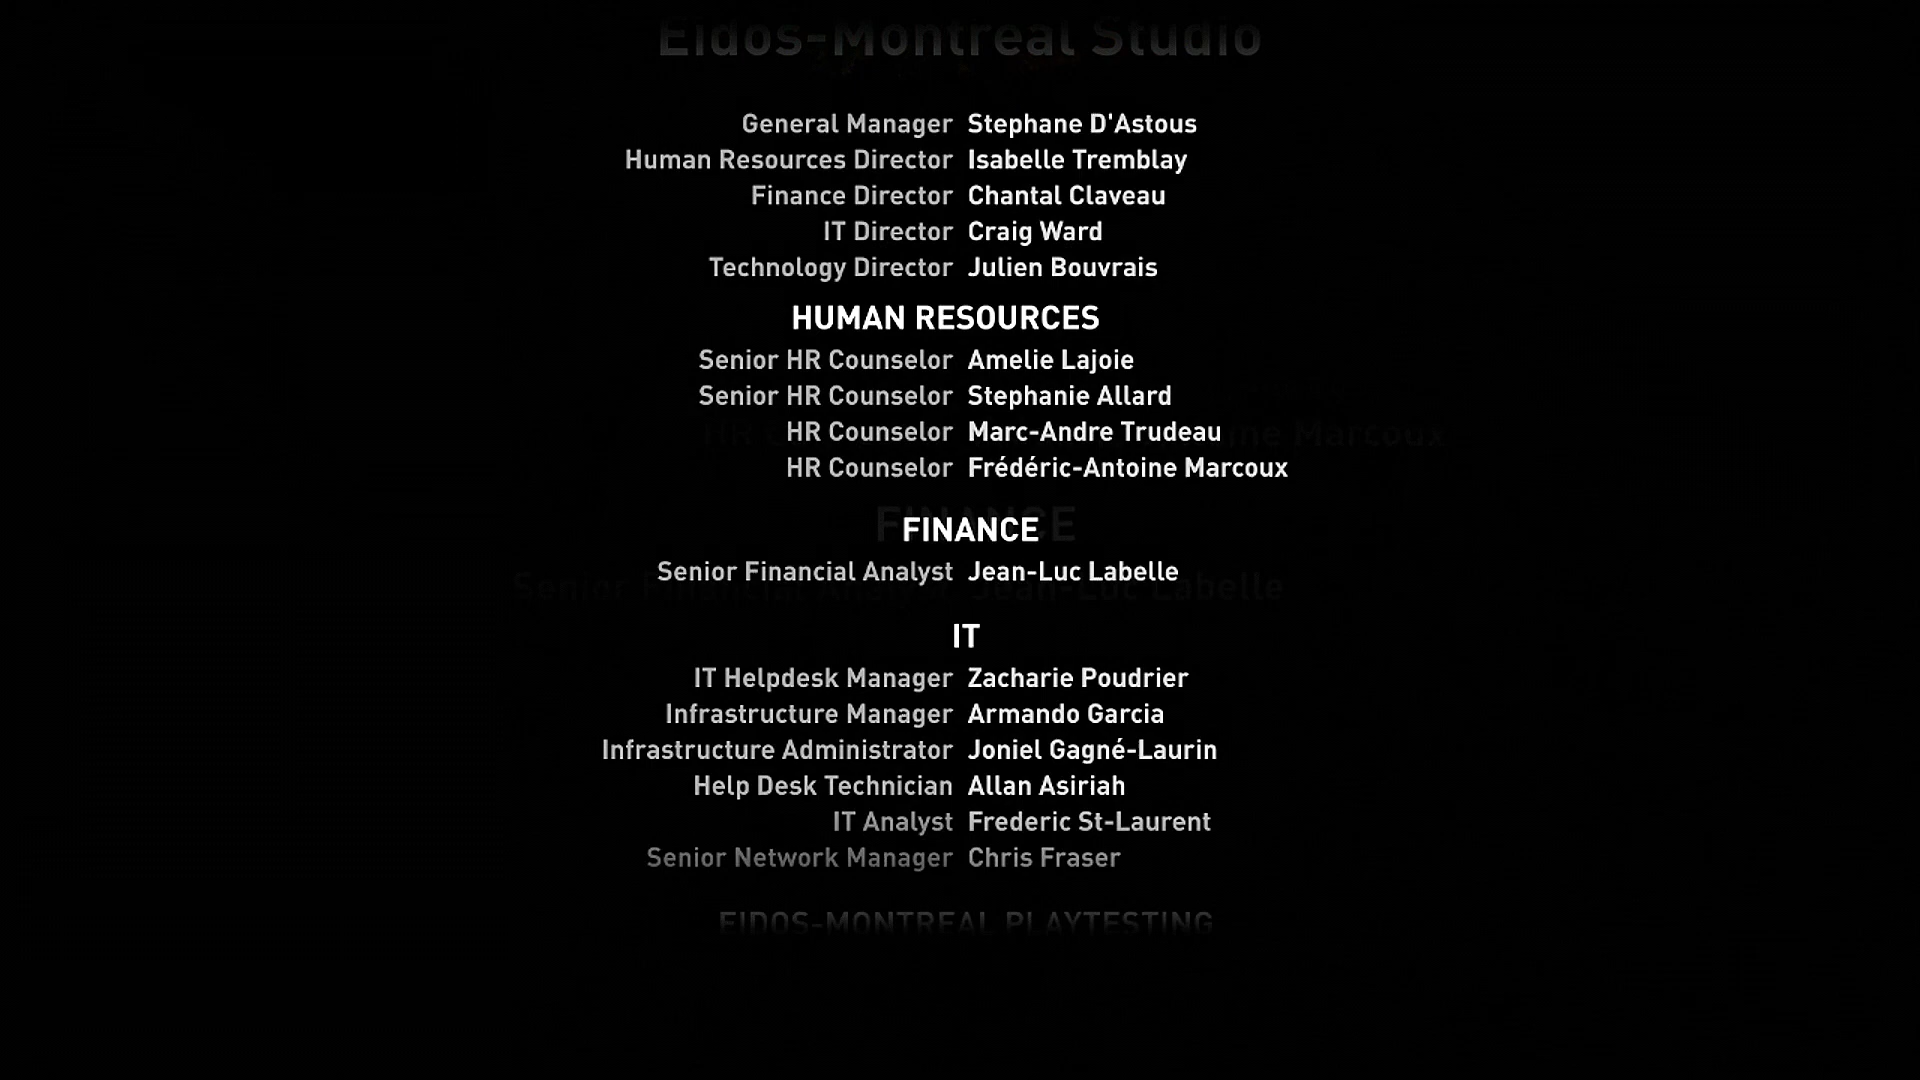 Eidos-Montreal Studio
General Manager Stephane D'Astous
Human Resources Director Isabelle Tremblay
Finance Director Chantal Claveau
IT Director Craig Ward
Technology Director Julien Bouvrais
HUMAN RESOURCES
Senior HR Counselor Amelie Lajoie
Senior HR Counselor Stephanie Allard
HR Counselor Marc-Andre Trudeau
HR Counselor Frédéric-Antoine Marcoux
FINANCE
Senior Financial Analyst Jean-Luc Labelle
IT
IT Helpdesk Manager Zacharie Poudrier
Infrastructure Manager Armando Garcia
Infrastructure Administrator Joniel Gagné-Laurin
Help Desk Technician Allan Asiriah
IT Analyst Frederic St-Laurent
Senior Network Manager Chris Fraser
EIDOS-MONTREAL PLAYTESTING